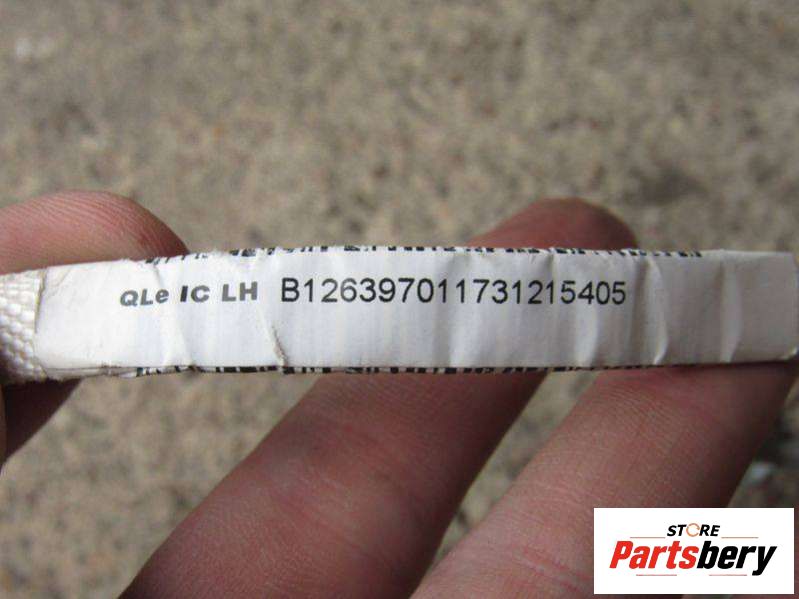 QLe IC LH B126397011731215405
STORE
Partsbery